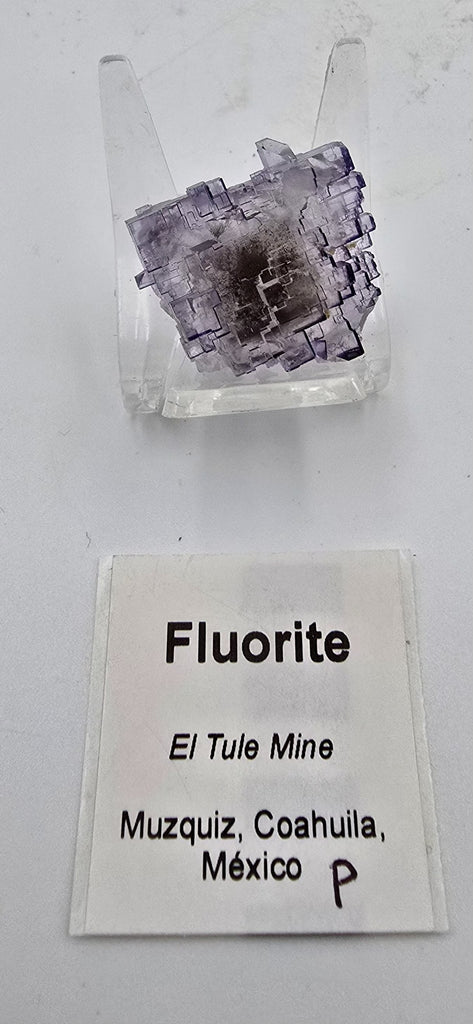 Fluorite
El Tule Mine
Muzquiz, Coahuila,
México P